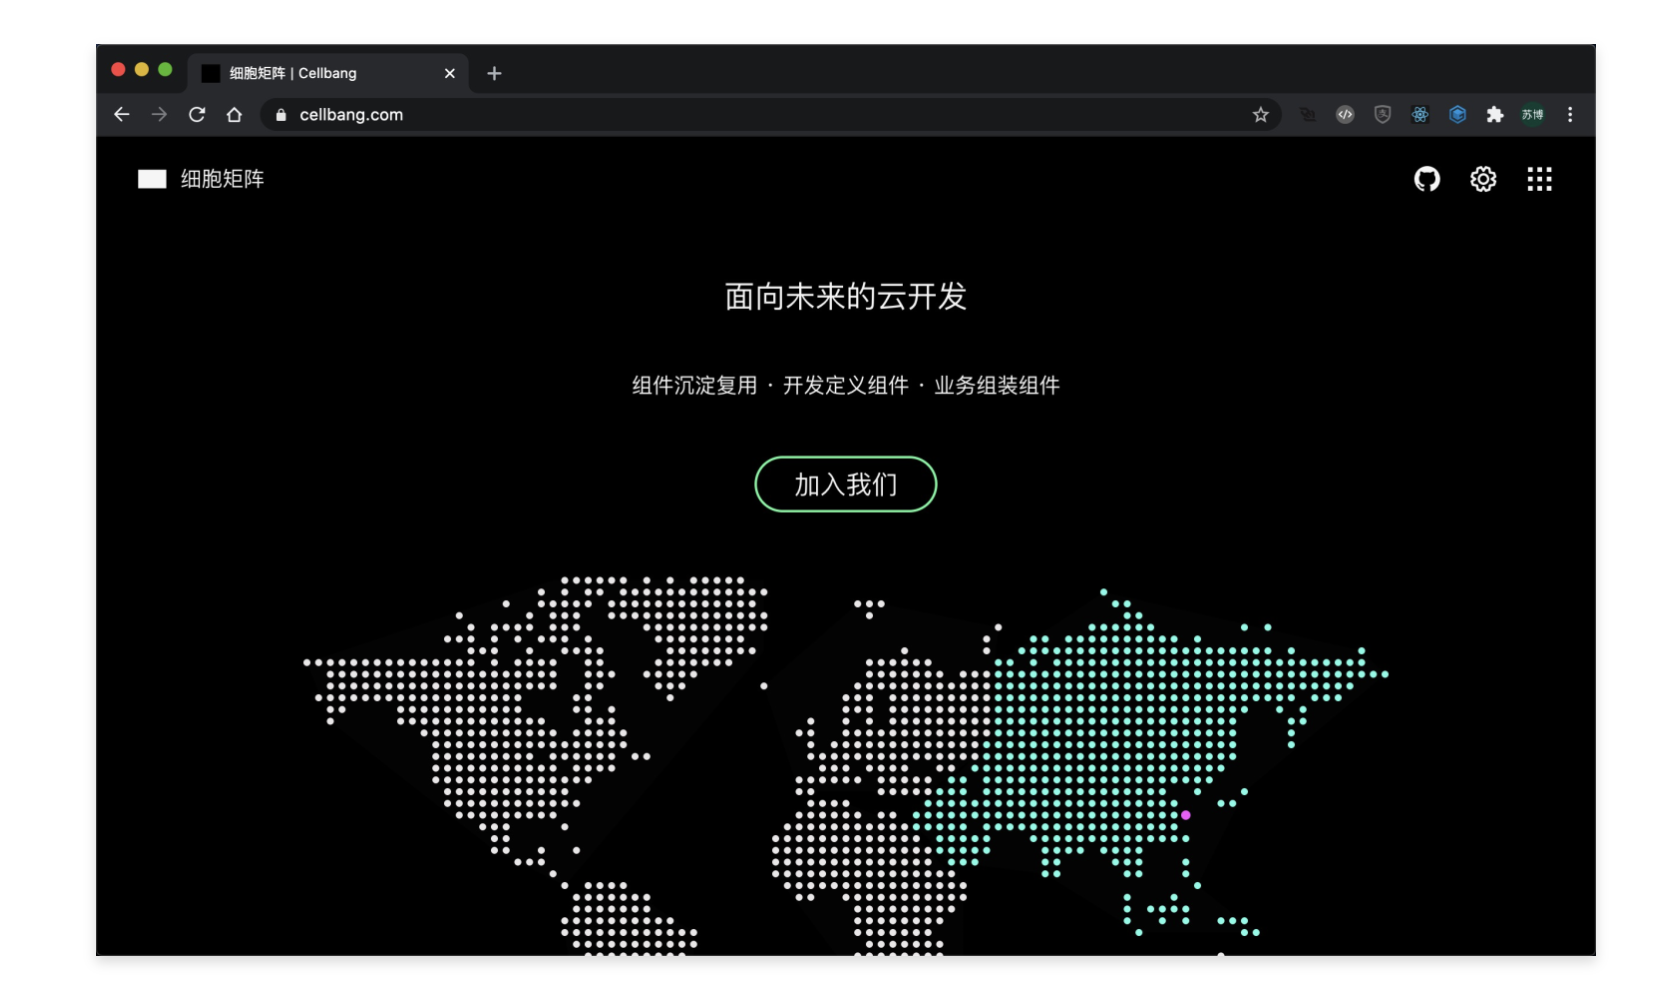 细胞矩阵 | Cellbang
cellbang.com
苏博
细胞矩阵
面向未来的云开发
组件沉淀复用 · 开发定义组件 · 业务组装组件
加入我们